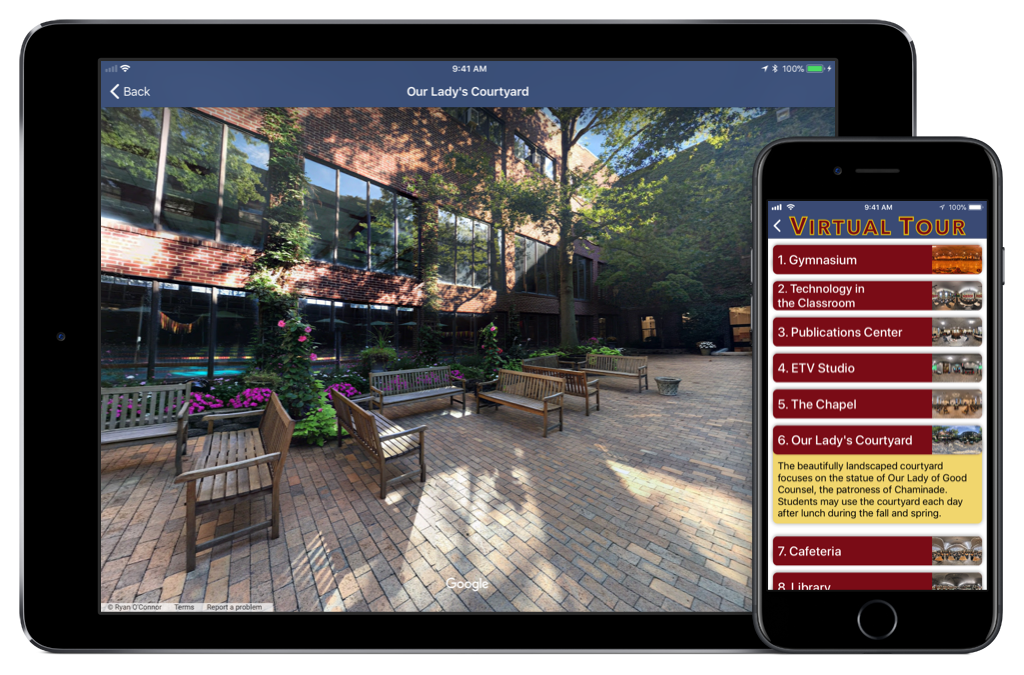 9:41 AM
100%
Back
Our Lady's Courtyard
Google
© Ryan O'Connor Terms Report a problem
9:41 AM
100%
VIRTUAL TOUR
1. Gymnasium
2. Technology in
the Classroom
3. Publications Center
4. ETV Studio
5. The Chapel
6. Our Lady's Courtyard
The beautifully landscaped courtyard
focuses on the statue of Our Lady of Good
Counsel, the patroness of Chaminade.
Students may use the courtyard each day
after lunch during the fall and spring.
7. Cafeteria
8. Library